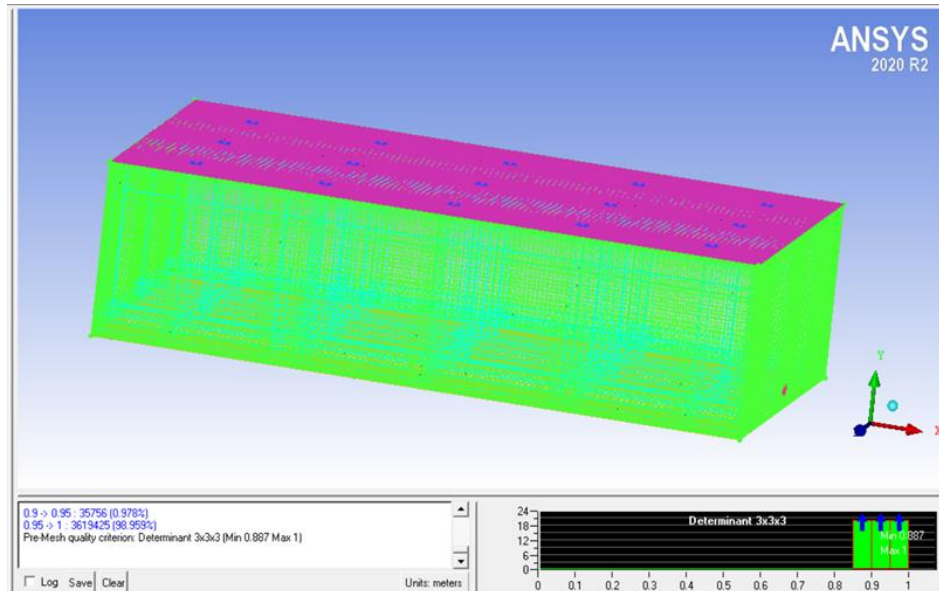 ANSYS
2020 R2
Y
X
0.9 -> 0.95 : 35756 (0.978%)
0.95 -> 1 : 3619425 (98.959%)
Pre-Mesh quality criterion: Determinant 3x3x3 (Min 0.887 Max 1)
Log Save Clear
Units: meters
Determinant 3x3x3
Min 0.887
Max 1
24
18
12
6
0
0 0.1 0.2 0.3 0.4 0.5 0.6 0.7 0.8 0.9 1